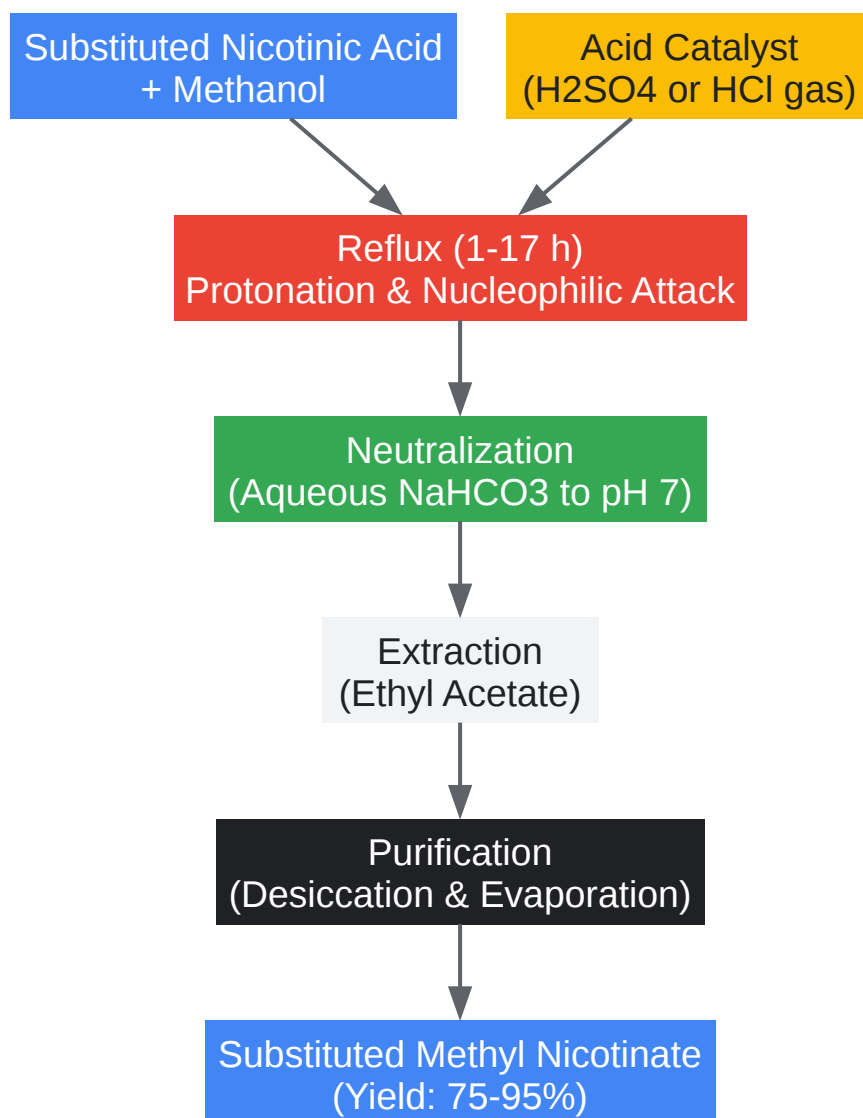 Substituted Nicotinic Acid
+ Methanol
Acid Catalyst
(H2SO4 or HCl gas)
Reflux (1-17 h)
Protonation & Nucleophilic Attack
Neutralization
(Aqueous NaHCO3 to pH 7)
Extraction
(Ethyl Acetate)
Purification
(Desiccation & Evaporation)
Substituted Methyl Nicotinate
(Yield: 75-95%)